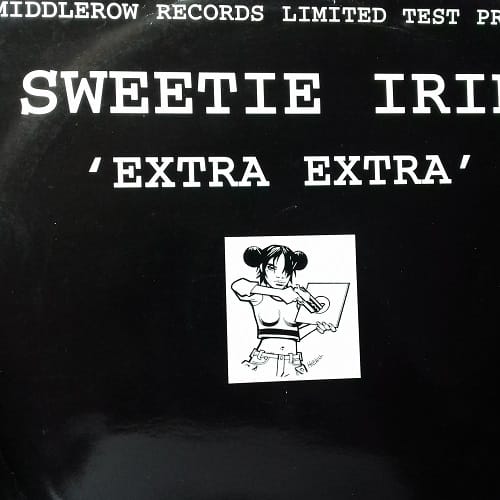 MIDDLEROW RECORDS LIMITED TEST PR
SWEETIE IRI
'EXTRA EXTRA'